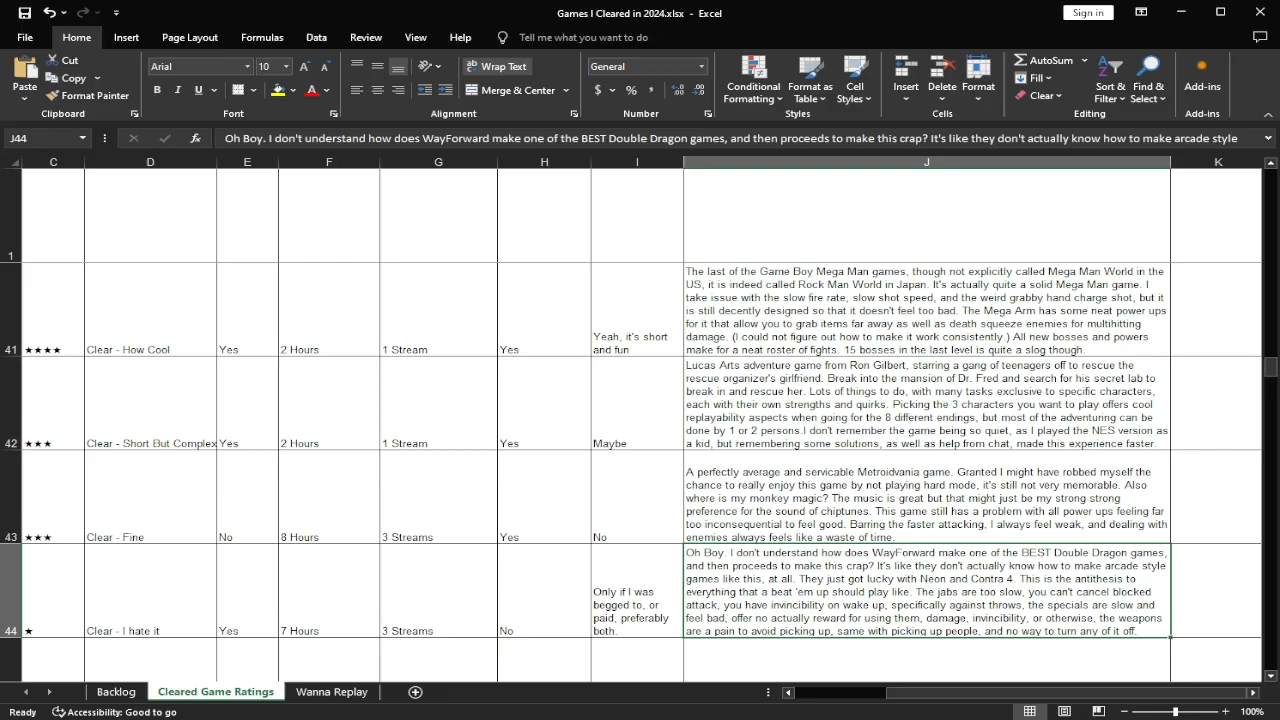 Games I Cleared in 2024.xlsx - Excel
Sign in
File Home Insert Page Layout Formulas Data Review View Help Tell me what you want to do
Paste
Cut
Copy
Format Painter
Clipboard
Arial 10
B I U
Font
Wrap Text
Merge & Center
Alignment
General
$ % ,
Number
Conditional Formatting
Format as Table
Cell Styles
Styles
Insert Delete Format
Cells
AutoSum
Fill
Clear
Sort & Filter
Find & Select
Editing
Add-ins
Add-ins
J44 fx Oh Boy. I don't understand how does WayForward make one of the BEST Double Dragon games, and then proceeds to make this crap? It's like they don't actually know how to make arcade style
C D E F G H I J K
1
41 ★★★★ Clear - How Cool Yes 2 Hours 1 Stream Yes
Yeah, it's short
and fun
The last of the Game Boy Mega Man games, though not explicitly called Mega Man World in the
US, it is indeed called Rock Man World in Japan. It's actually quite a solid Mega Man game. I
take issue with the slow fire rate, slow shot speed, and the weird grabby hand charge shot, but it
is still decently designed so that it doesn't feel too bad. The Mega Arm has some neat power ups
for it that allow you to grab items far away as well as death squeeze enemies for multihitting
damage. (I could not figure out how to make it work consistently.) All new bosses and powers
make for a neat roster of fights. 15 bosses in the last level is quite a slog though.
42 ★★★ Clear - Short But Complex Yes 2 Hours 1 Stream Yes Maybe
Lucas Arts adventure game from Ron Gilbert, starring a gang of teenagers off to rescue the
rescue organizer's girlfriend. Break into the mansion of Dr. Fred and search for his secret lab to
break in and rescue her. Lots of things to do, with many tasks exclusive to specific characters,
each with their own strengths and quirks. Picking the 3 characters you want to play offers cool
replayability aspects when going for the 8 different endings, but most of the adventuring can be
done by 1 or 2 persons.I don't remember the game being so quiet, as I played the NES version as
a kid, but remembering some solutions, as well as help from chat, made this experience faster.
43 ★★★ Clear - Fine No 8 Hours 3 Streams Yes No
A perfectly average and servicable Metroidvania game. Granted I might have robbed myself the
chance to really enjoy this game by not playing hard mode, it's still not very memorable. Also
where is my monkey magic? The music is great but that might just be my strong strong
preference for the sound of chiptunes. This game still has a problem with all power ups feeling far
too inconsequential to feel good. Barring the faster attacking, I always feel weak, and dealing with
enemies always feels like a waste of time.
44 ★ Clear - I hate it Yes 7 Hours 3 Streams No
Only if I was
begged to, or
paid, preferably
both.
Oh Boy. I don't understand how does WayForward make one of the BEST Double Dragon games,
and then proceeds to make this crap? It's like they don't actually know how to make arcade style
games like this, at all. They just got lucky with Neon and Contra 4. This is the antithesis to
everything that a beat 'em up should play like. The jabs are too slow, you can't cancel blocked
attack, you have invincibility on wake up, specifically against throws, the specials are slow and
feel bad, offer no actually reward for using them, damage, invincibility, or otherwise, the weapons
are a pain to avoid picking up, same with picking up people, and no way to turn any of it off.
Backlog Cleared Game Ratings Wanna Replay
Ready Accessibility: Good to go 100%